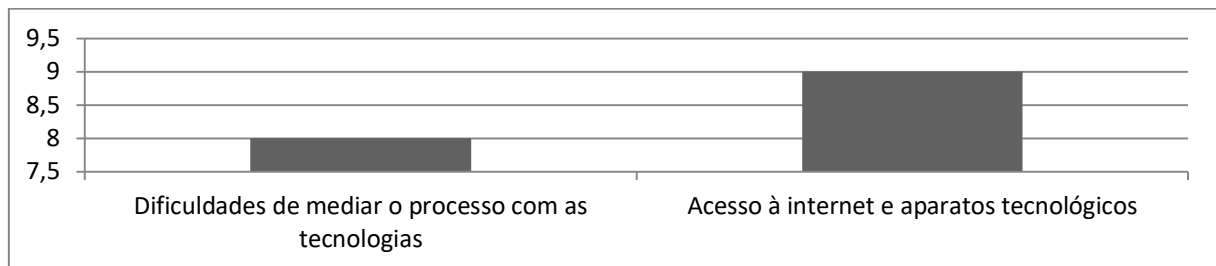 9,5
9
8,5
8
7,5
Dificuldades de mediar o processo com as
tecnologias
Acesso à internet e aparatos tecnológicos